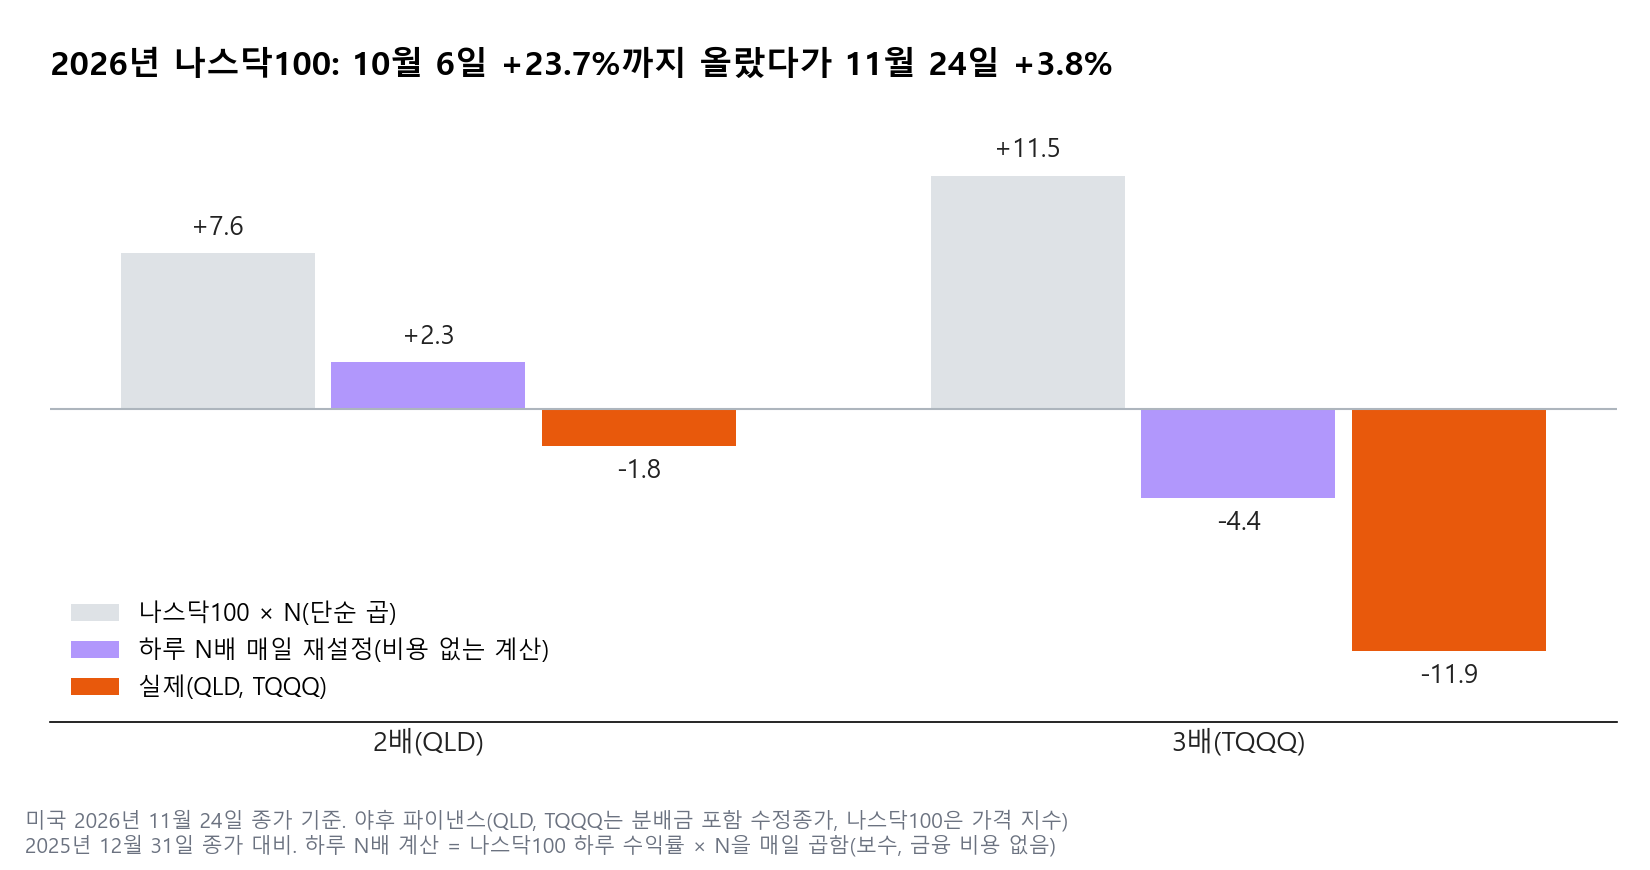 2026년 나스닥100: 10월 6일 +23.7%까지 올랐다가 11월 24일 +3.8%
+11.5
+7.6
+2.3
-1.8
-4.4
-11.9
나스닥100 × N(단순 곱)
하루 N배 매일 재설정(비용 없는 계산)
실제(QLD, TQQQ)
2배(QLD)
3배(TQQQ)
미국 2026년 11월 24일 종가 기준. 야후 파이낸스(QLD, TQQQ는 분배금 포함 수정종가, 나스닥100은 가격 지수)
2025년 12월 31일 종가 대비. 하루 N배 계산 = 나스닥100 하루 수익률 × N을 매일 곱함(보수, 금융 비용 없음)